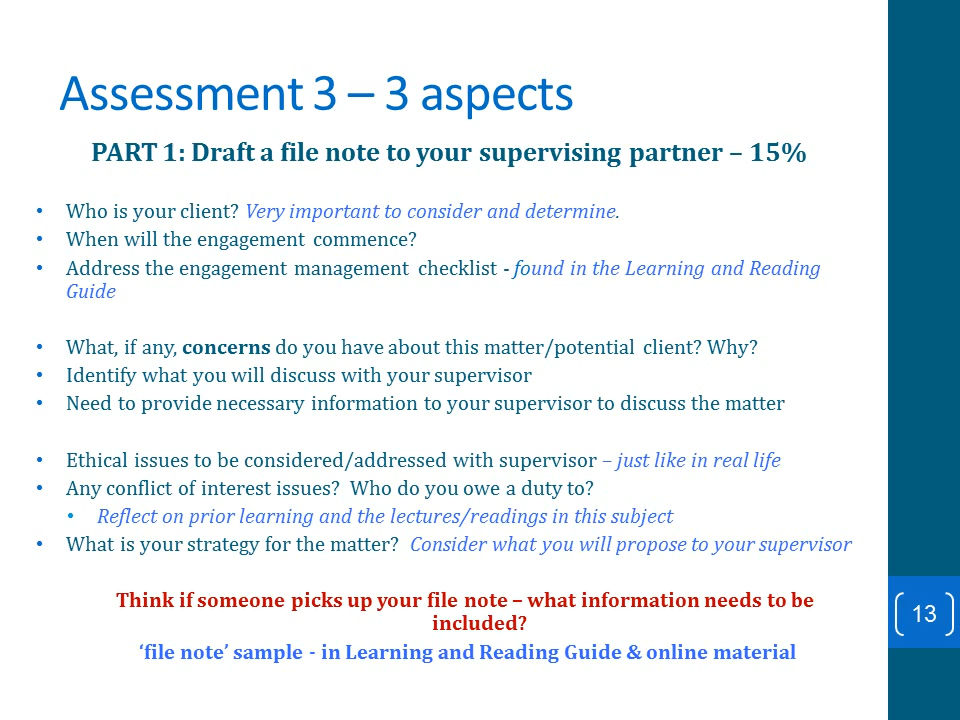 Assessment 3 – 3 aspects
PART 1: Draft a file note to your supervising partner – 15%
• Who is your client? Very important to consider and determine.
• When will the engagement commence?
• Address the engagement management checklist - found in the Learning and Reading
Guide
• What, if any, concerns do you have about this matter/potential client? Why?
• Identify what you will discuss with your supervisor
• Need to provide necessary information to your supervisor to discuss the matter
• Ethical issues to be considered/addressed with supervisor – just like in real life
• Any conflict of interest issues? Who do you owe a duty to?
• Reflect on prior learning and the lectures/readings in this subject
• What is your strategy for the matter? Consider what you will propose to your supervisor
Think if someone picks up your file note – what information needs to be
included?
‘file note’ sample - in Learning and Reading Guide & online material
13